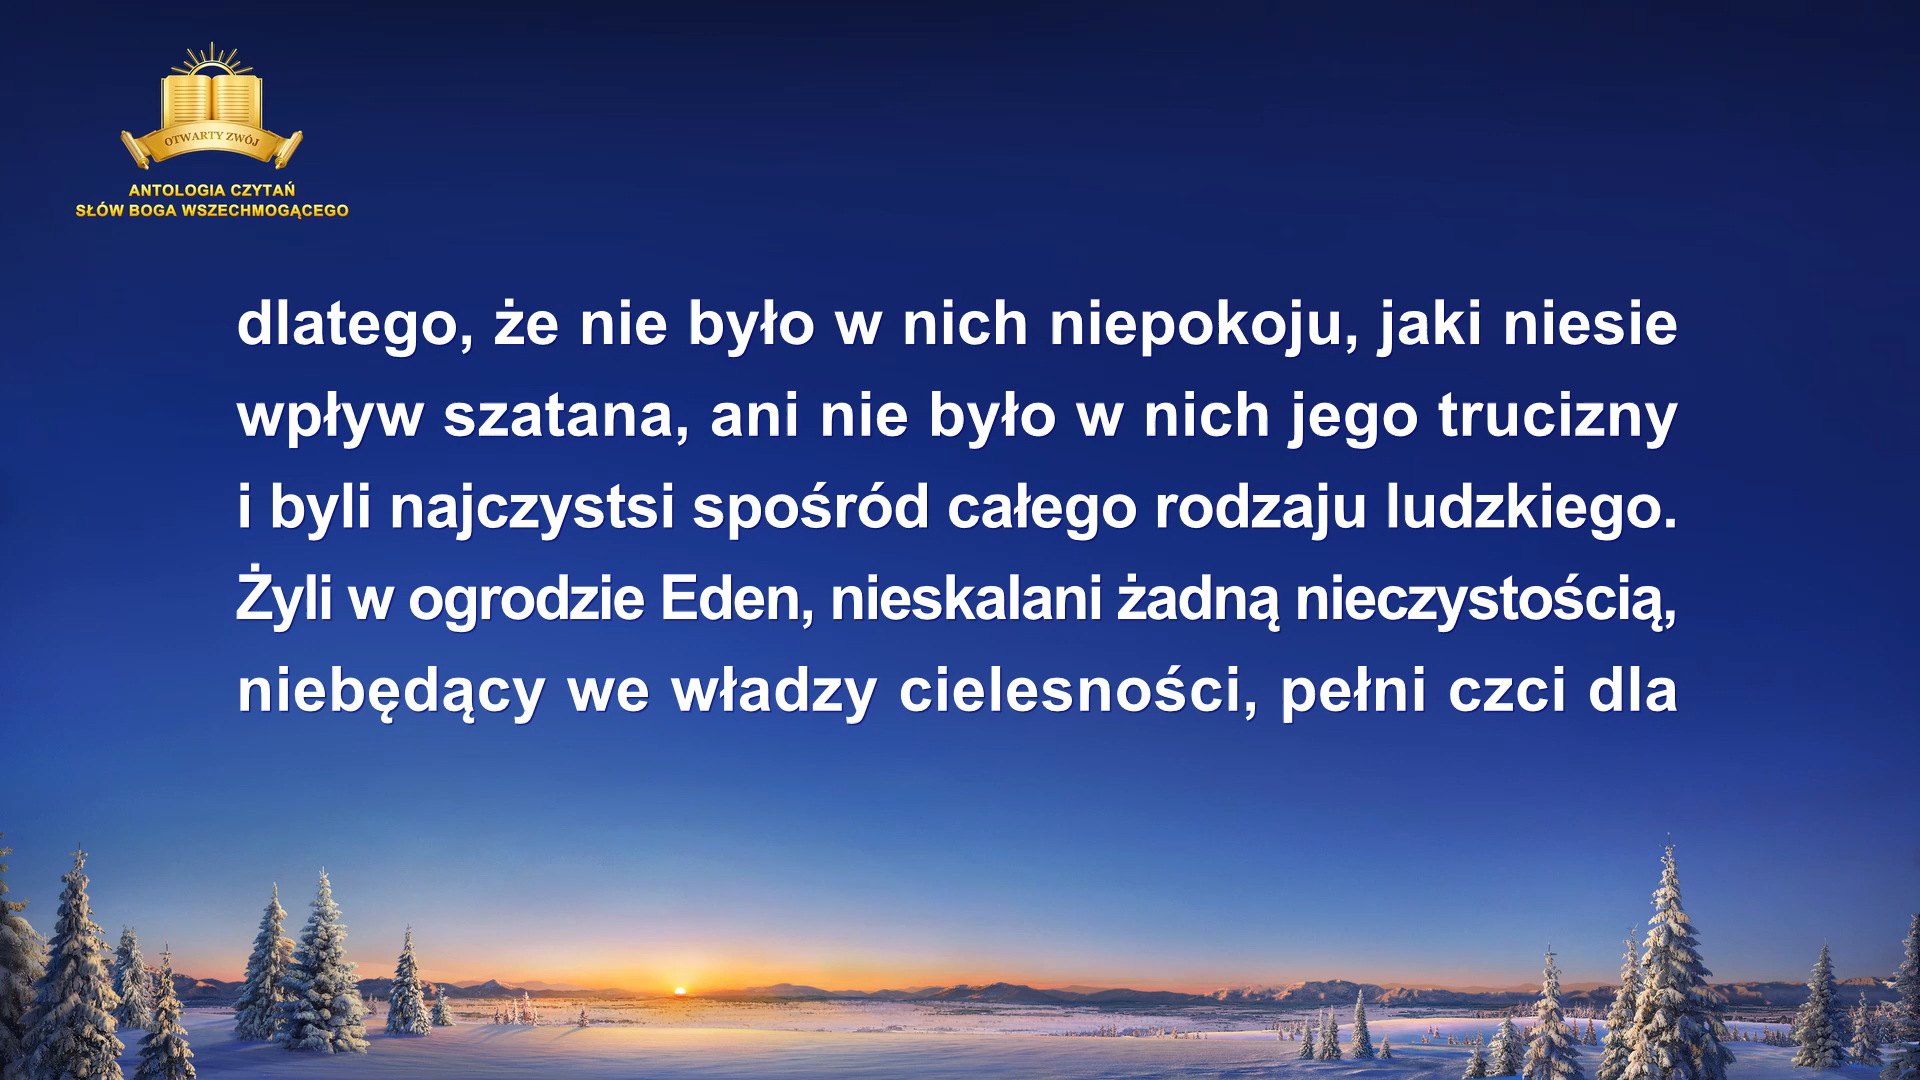 OTWARTY ZWÓJ
ANTOLOGIA CZYTAŃ
SŁÓW BOGA WSZECHMOGĄCEGO
dlatego, że nie było w nich niepokoju, jaki niesie
wpływ szatana, ani nie było w nich jego trucizny
i byli najczystsi spośród całego rodzaju ludzkiego.
Żyli w ogrodzie Eden, nieskalani żadną nieczystością,
niebędący we władzy cielesności, pełni czci dla